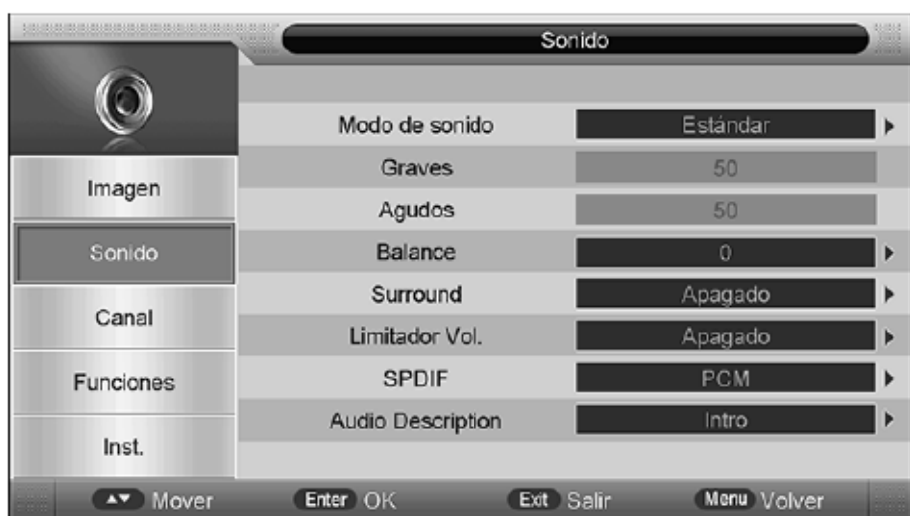 Sonido
Modo de sonido Estándar
Graves 50
Agudos 50
Balance 0
Surround Apagado
Limitador Vol. Apagado
SPDIF PCM
Audio Description Intro
Imagen
Sonido
Canal
Funciones
Inst.
Mover Enter OK Exit Salir Menu Volver